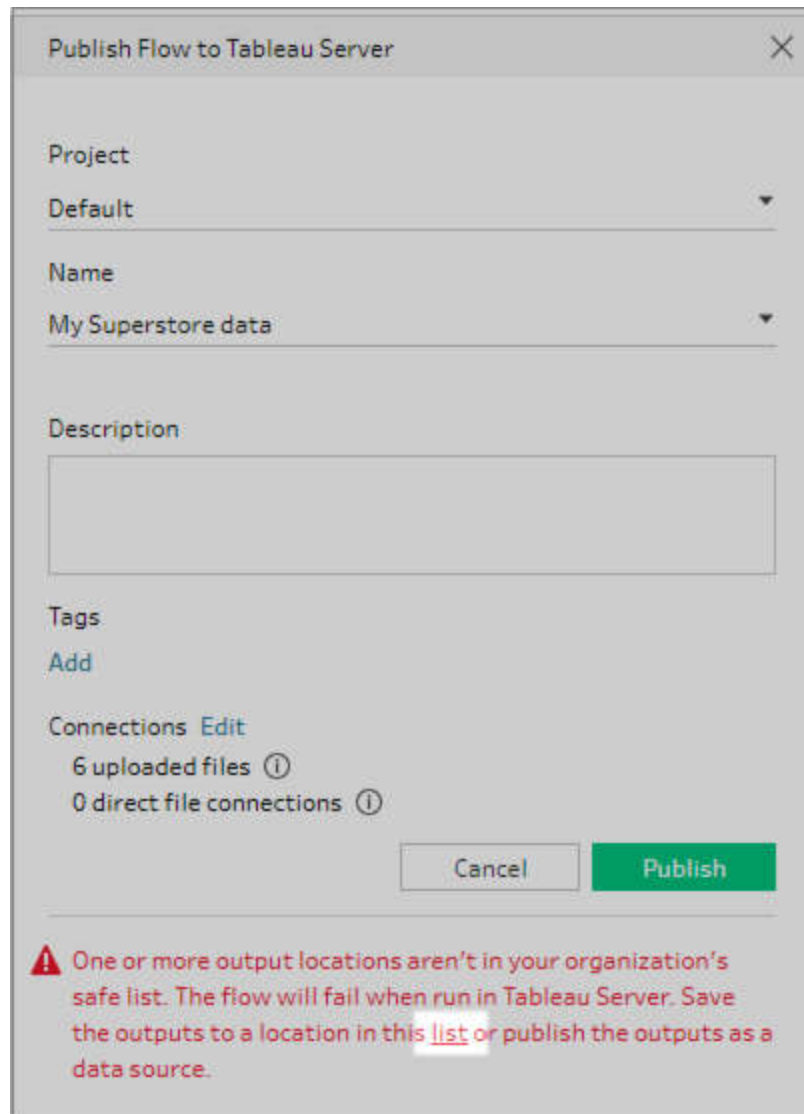 Publish Flow to Tableau Server
Project
Default
Name
My Superstore data
Description
Tags
Add
Connections Edit
6 uploaded files
0 direct file connections
Cancel Publish
One or more output locations aren't in your organization's
safe list. The flow will fail when run in Tableau Server. Save
the outputs to a location in this list or publish the outputs as a
data source.